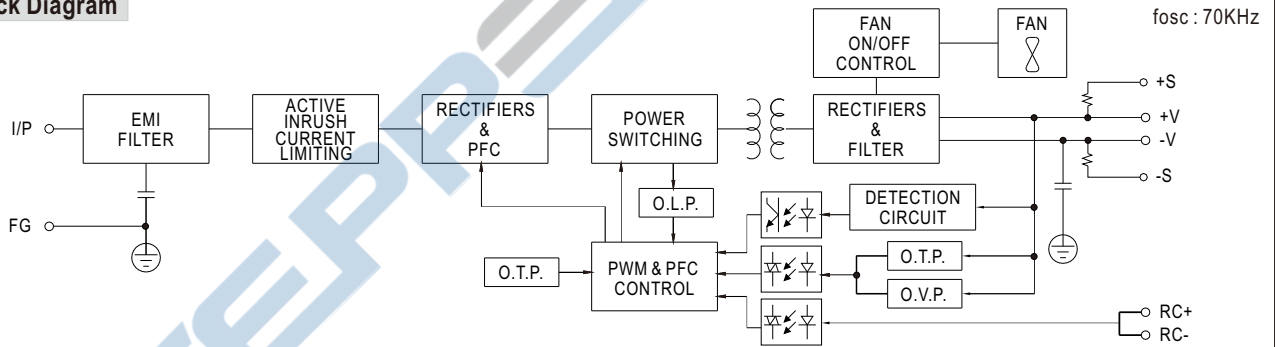 ck Diagram
fosc : 70KHz
FAN
ON/OFF
CONTROL
FAN
I/P
EMI
FILTER
ACTIVE
INRUSH
CURRENT
LIMITING
RECTIFIERS
&
PFC
POWER
SWITCHING
RECTIFIERS
&
FILTER
+S
+V
-V
-S
FG
O.L.P.
DETECTION
CIRCUIT
O.T.P.
PWM & PFC
CONTROL
O.T.P.
O.V.P.
RC+
RC-